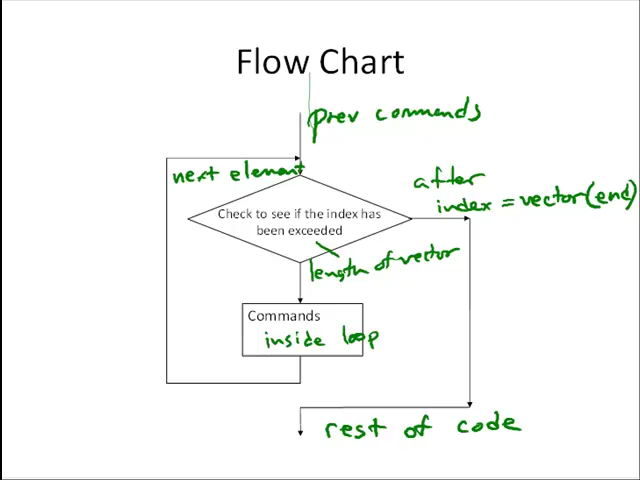 Flow Chart
prev commands
next element
after
index = vector(end)
Check to see if the index has
been exceeded
length of vector
Commands
inside loop
rest of code